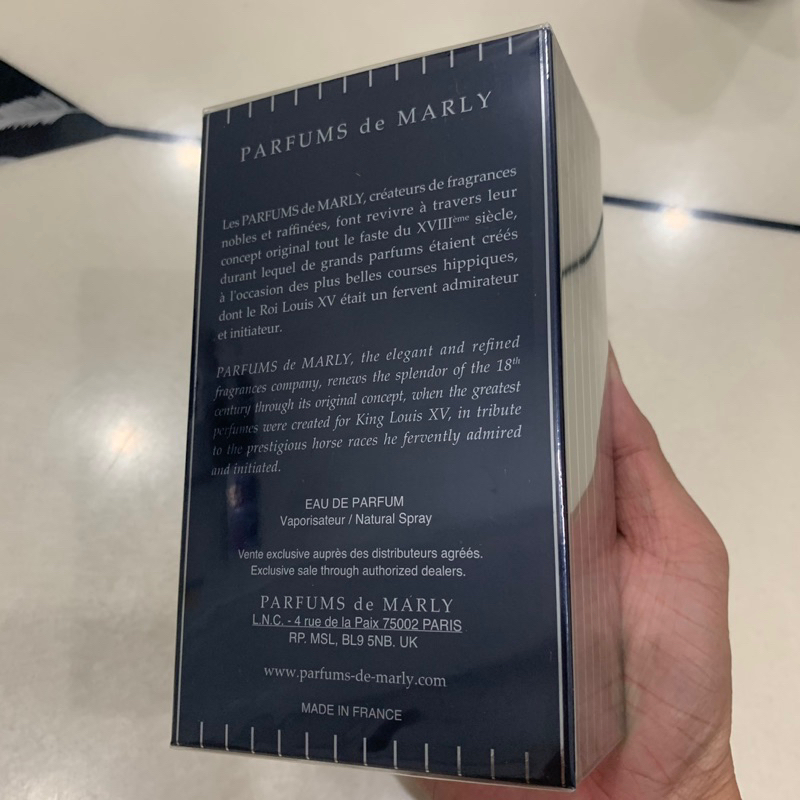 PARFUMS de MARLY
Les PARFUMS de MARLY, créateurs de fragrances
nobles et raffinées, font revivre à travers leur
concept original tout le faste du XVIIIème siècle,
durant lequel de grands parfums étaient créés
à l'occasion des plus belles courses hippiques,
dont le Roi Louis XV était un fervent admirateur
et initiateur.
PARFUMS de MARLY, the elegant and refined
fragrances company, renews the splendor of the 18th
century through its original concept, when the greatest
perfumes were created for King Louis XV, in tribute
to the prestigious horse races he fervently admired
and initiated.
EAU DE PARFUM
Vaporisateur / Natural Spray
Vente exclusive auprès des distributeurs agréés.
Exclusive sale through authorized dealers.
PARFUMS de MARLY
L.N.C. - 4 rue de la Paix 75002 PARIS
RP. MSL, BL9 5NB. UK
www.parfums-de-marly.com
MADE IN FRANCE